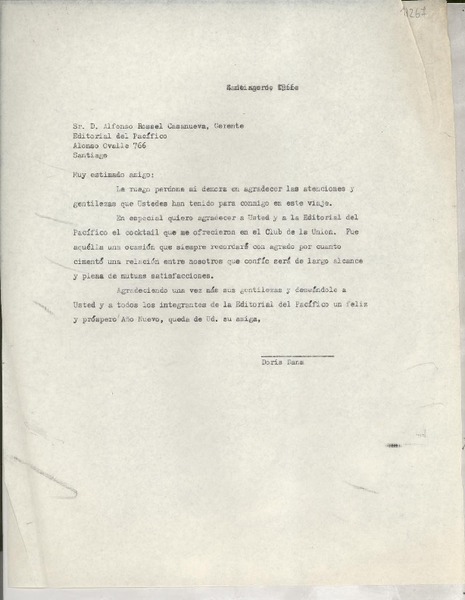 Sr. D. Alfonso Rossel Casanueva, Gerente
Editorial del Pacífico
Alonso Ovalle 766
Santiago
Muy estimado amigo:
Le ruego perdone mi demora en agradecer las atenciones y
gentilezas que Ustedes han tenido para conmigo en este viaje.
En especial quiero agradecer a Usted y a la Editorial del
Pacífico el cocktail que me ofrecieron en el Club de la Union. Fue
aquélla una ocasión que siempre recordaré con agrado por cuanto
cimentó una relación entre nosotros que confío será de largo alcance
y plena de mutuas satisfacciones.
Agradeciendo una vez más sus gentilezas y deseándole a
Usted y a todos los integrantes de la Editorial del Pacífico un feliz
y próspero Año Nuevo, queda de Ud. su amiga,
Doris Dana